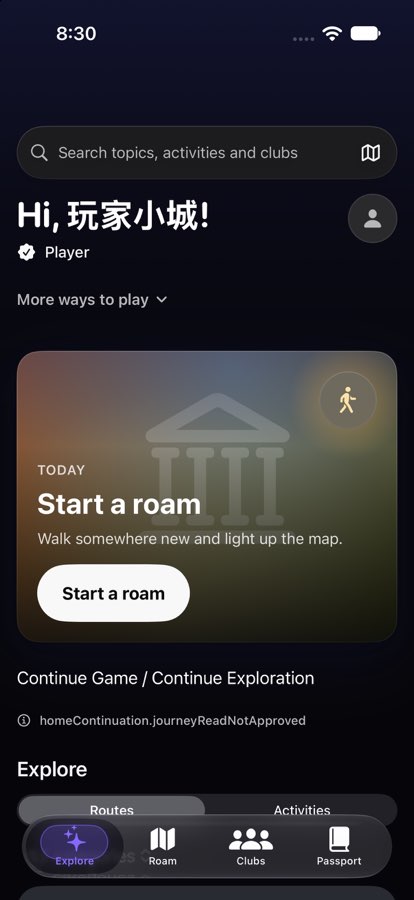 8:30
Search topics, activities and clubs
Hi, 玩家小城!
Player
More ways to play
TODAY
Start a roam
Walk somewhere new and light up the map.
Start a roam
Continue Game / Continue Exploration
homeContinuation.journeyReadNotApproved
Explore
Routes
Activities
Explore
Roam
Clubs
Passport